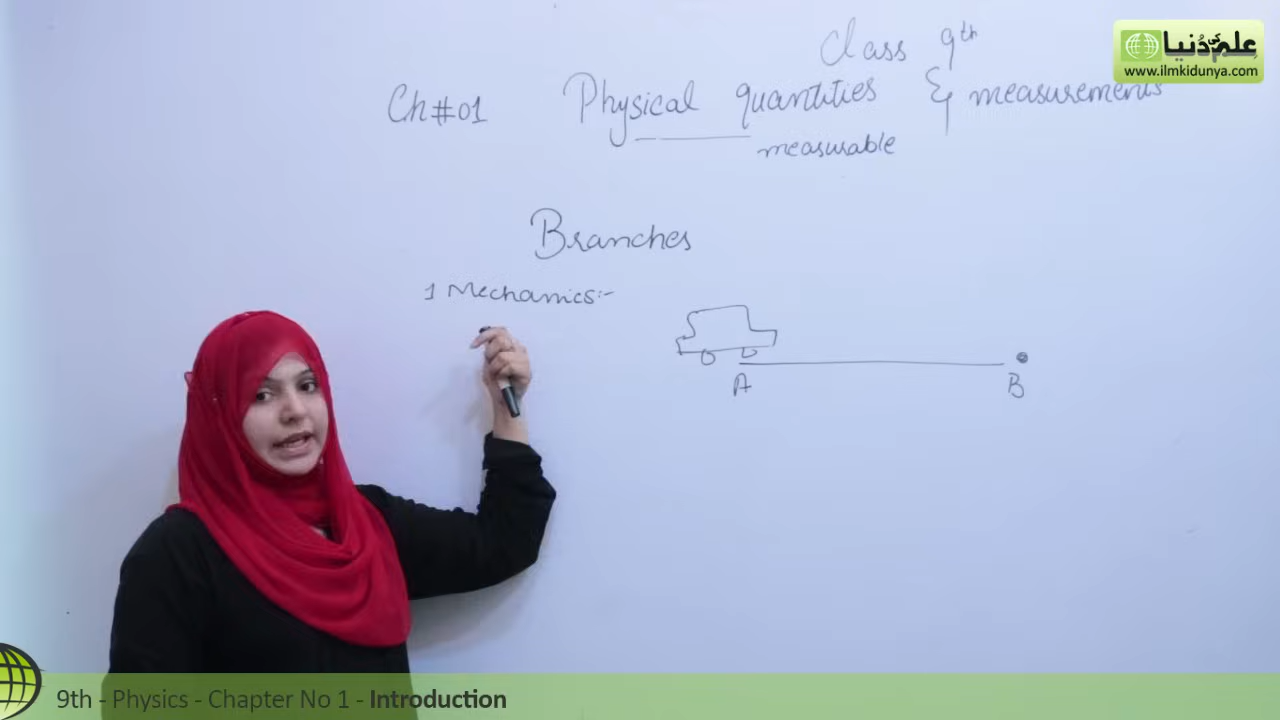 Class 9th
علم کی دنیا
www.ilmkidunya.com
Ch#01 Physical quantities & measurements
measurable
Branches
1 Mechanics:-
A B
9th - Physics - Chapter No 1 - Introduction